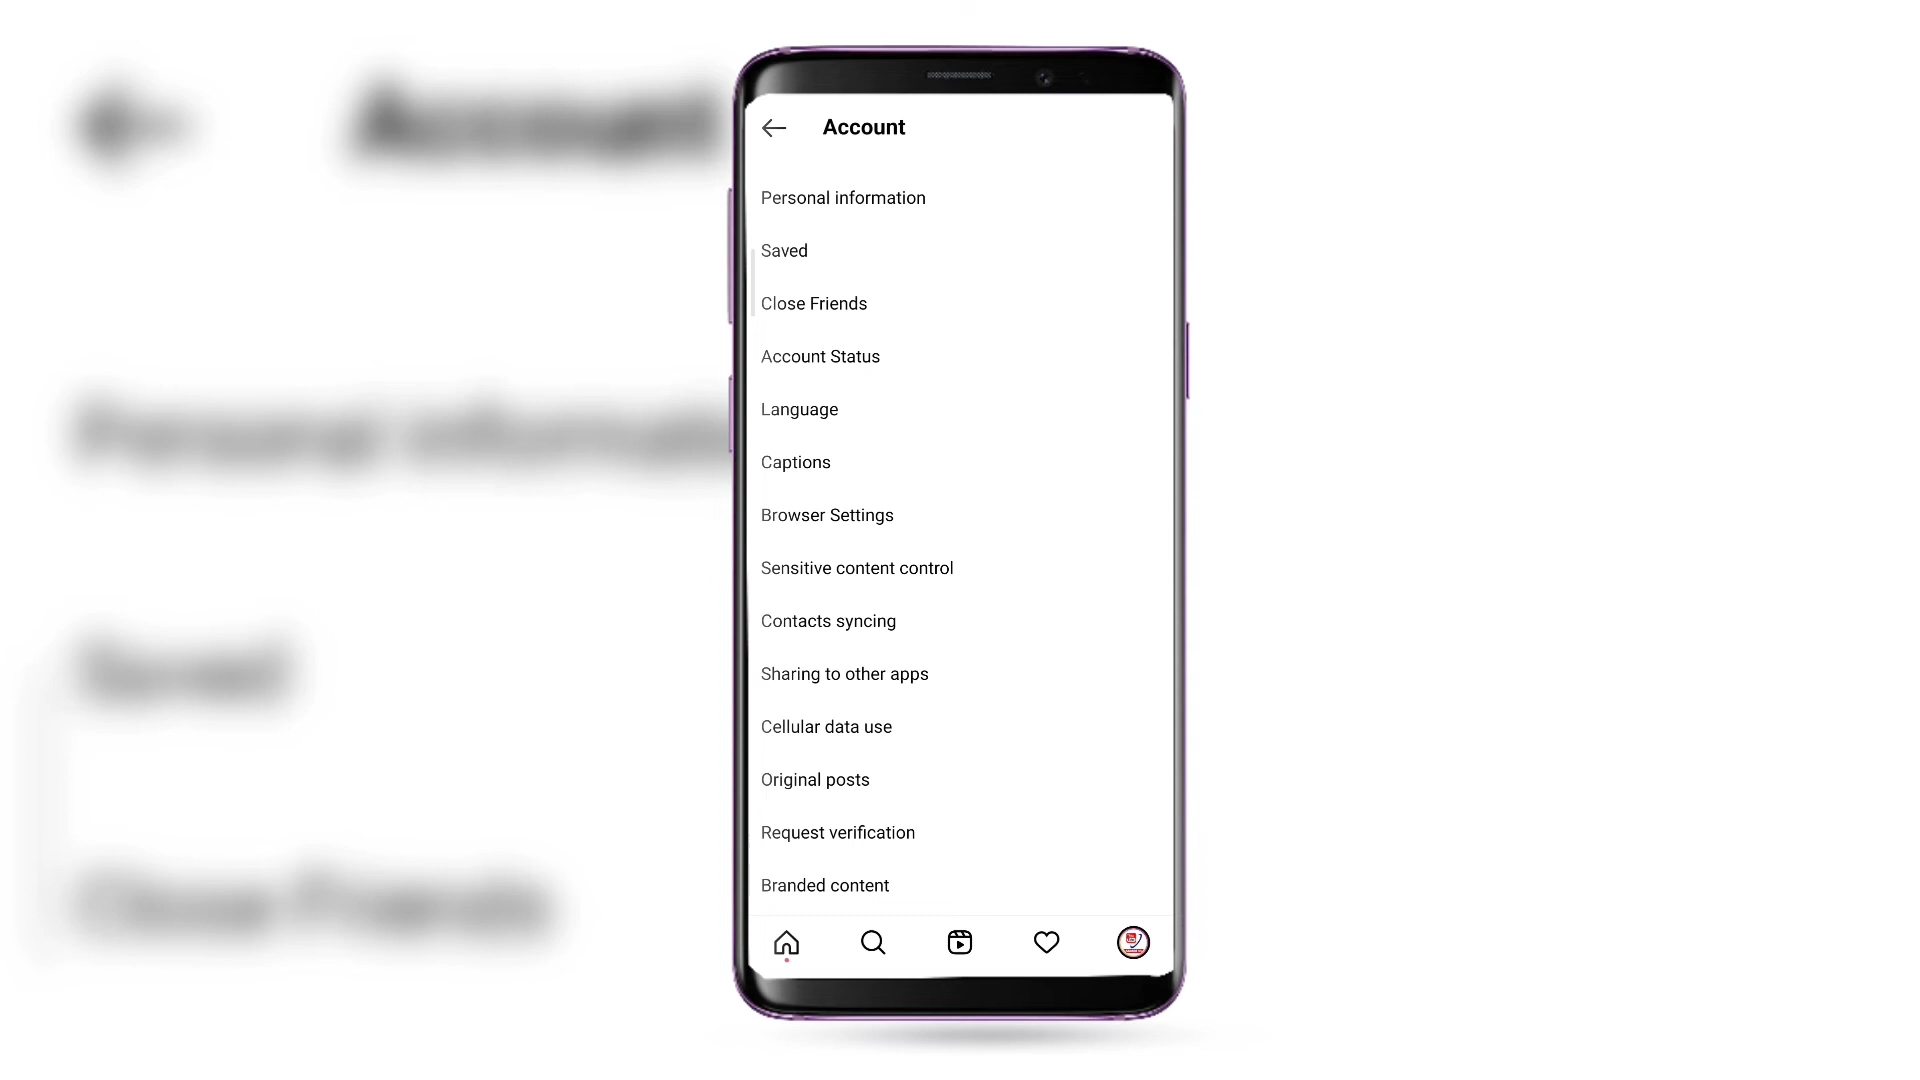 Account
Personal information
Saved
Close Friends
Account Status
Language
Captions
Browser Settings
Sensitive content control
Contacts syncing
Sharing to other apps
Cellular data use
Original posts
Request verification
Branded content